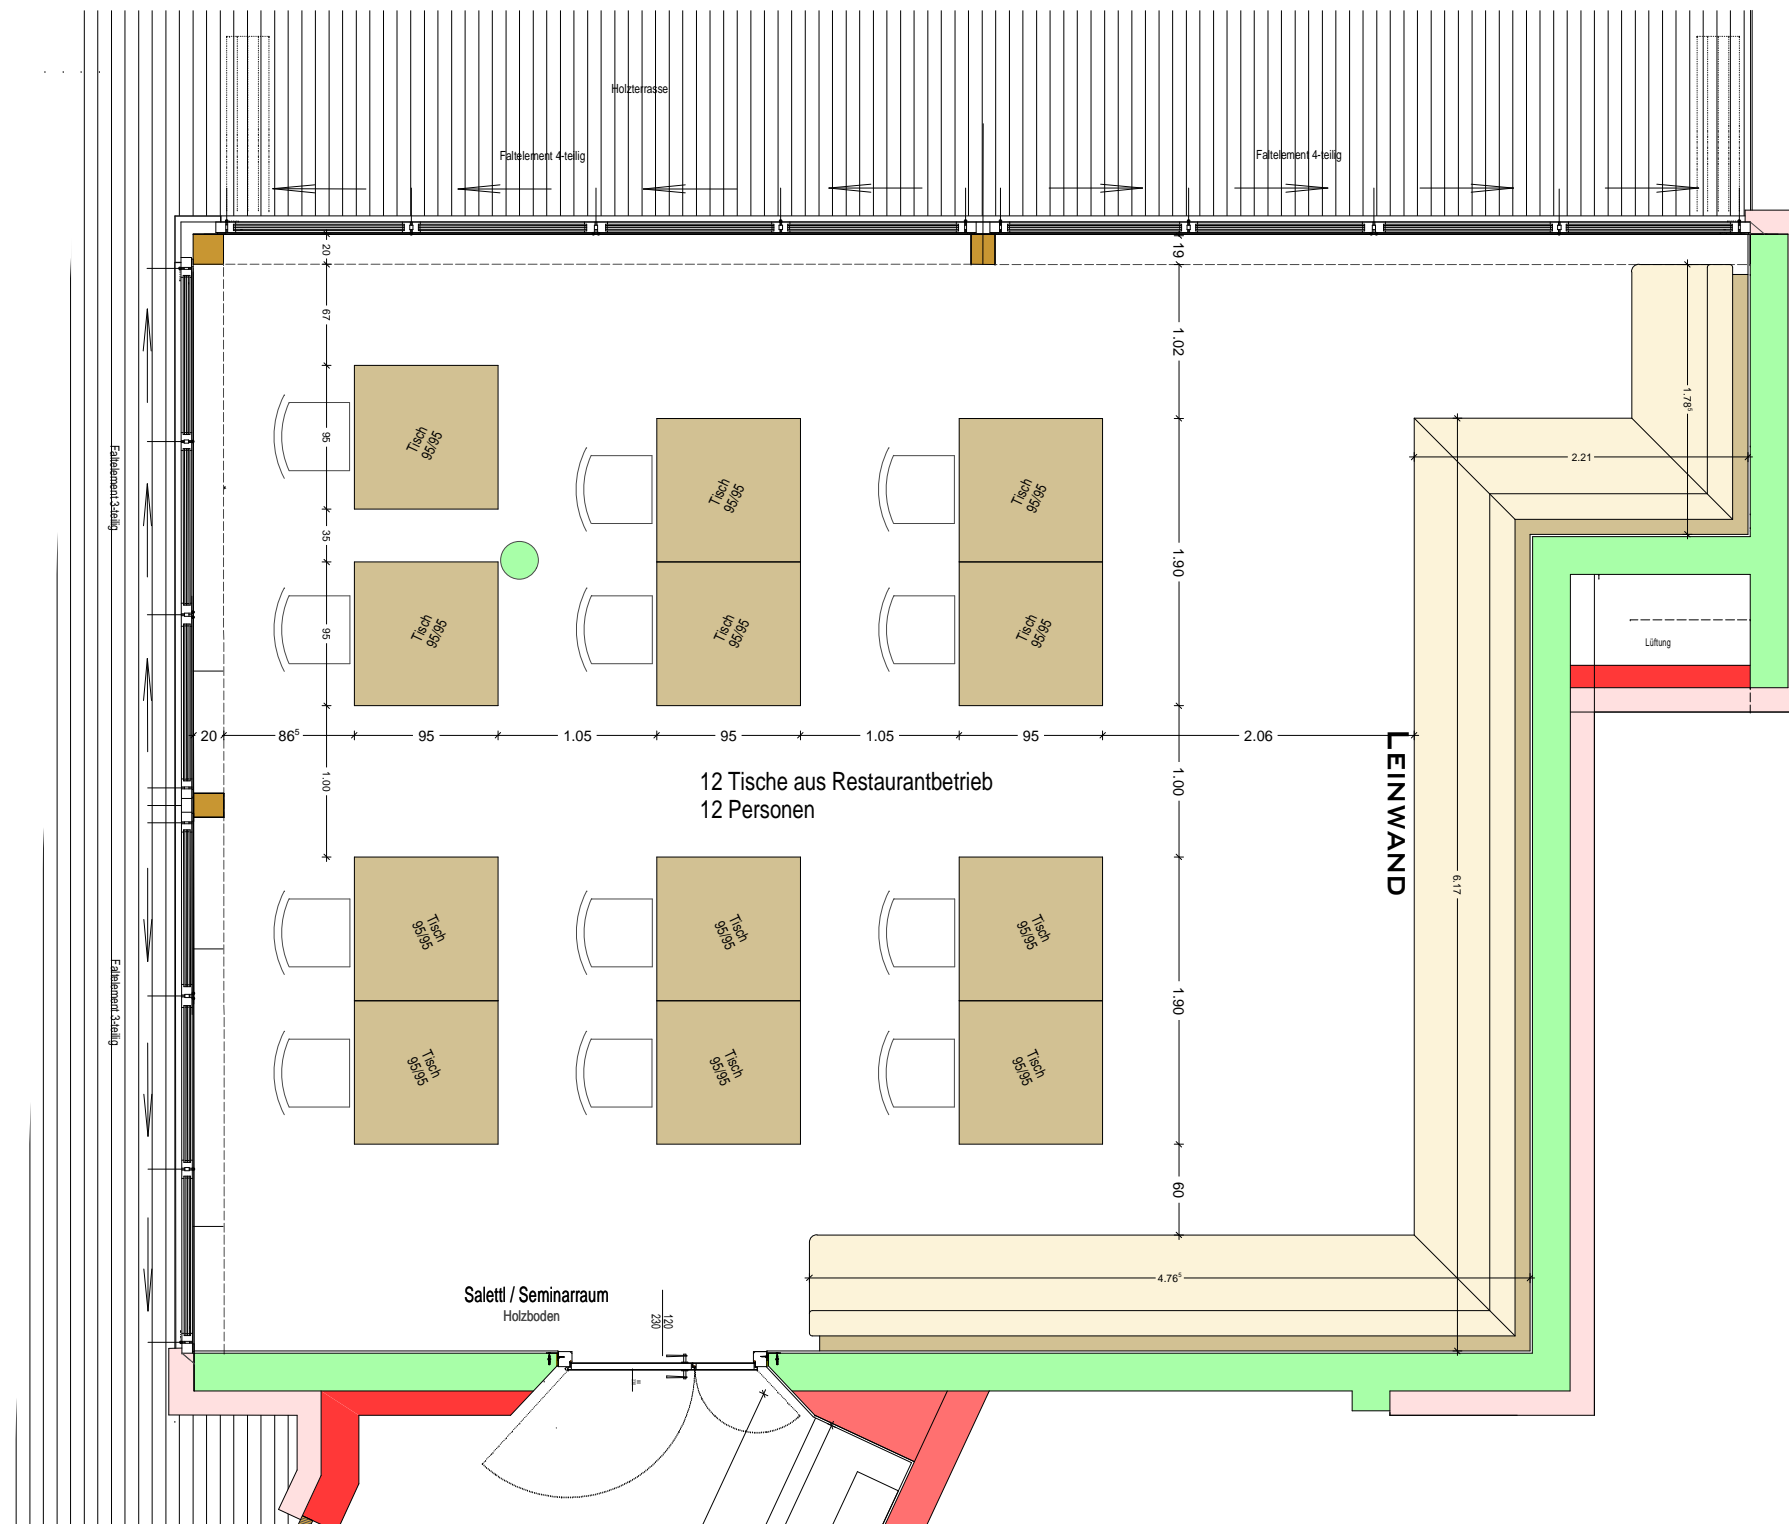 Holzterrasse
Faltelement 4-teilig
Faltelement 4-teilig
20
19
67
1.02
1.78⁵
Tisch
95/95
95
Faltelement 3-teilig
2.21
Tisch
95/95
Tisch
95/95
35
1.90
Tisch
95/95
Tisch
95/95
Tisch
95/95
95
Lüftung
20
86⁵
95
1.05
95
1.05
95
2.06
1.00
1.00
12 Tische aus Restaurantbetrieb
12 Personen
LEINWAND
6.17
Tisch
95/95
Tisch
95/95
Tisch
95/95
Faltelement 3-teilig
1.90
Tisch
95/95
Tisch
95/95
Tisch
95/95
60
4.76⁵
Salettl / Seminarraum
Holzboden
120
230